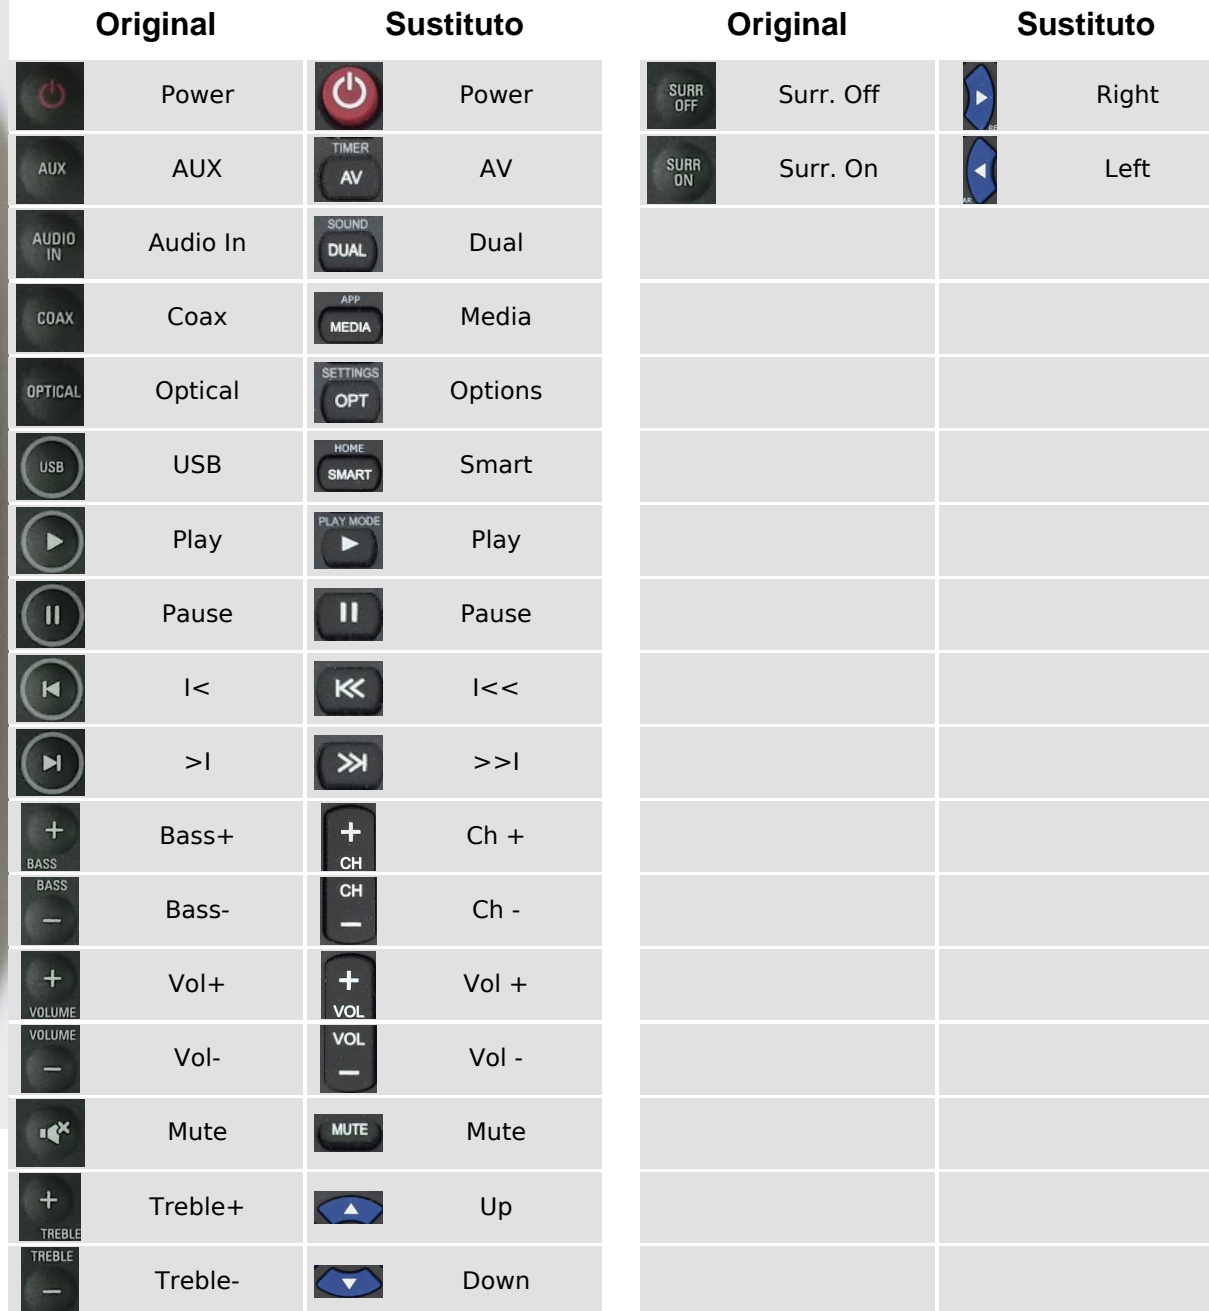 Original Sustituto Original Sustituto
Power Power SURR OFF Surr. Off Right
AUX AUX TIMER AV AV SURR ON Surr. On Left
AUDIO IN Audio In SOUND DUAL Dual
COAX Coax APP MEDIA Media
OPTICAL Optical SETTINGS OPT Options
USB USB HOME SMART Smart
Play PLAY MODE Play
Pause Pause
I< I<<
>I >>I
+ BASS Bass+ + CH Ch +
BASS - Bass- CH - Ch -
+ VOLUME Vol+ + VOL Vol +
VOLUME - Vol- VOL - Vol -
Mute MUTE Mute
+ TREBLE Treble+ Up
TREBLE - Treble- Down